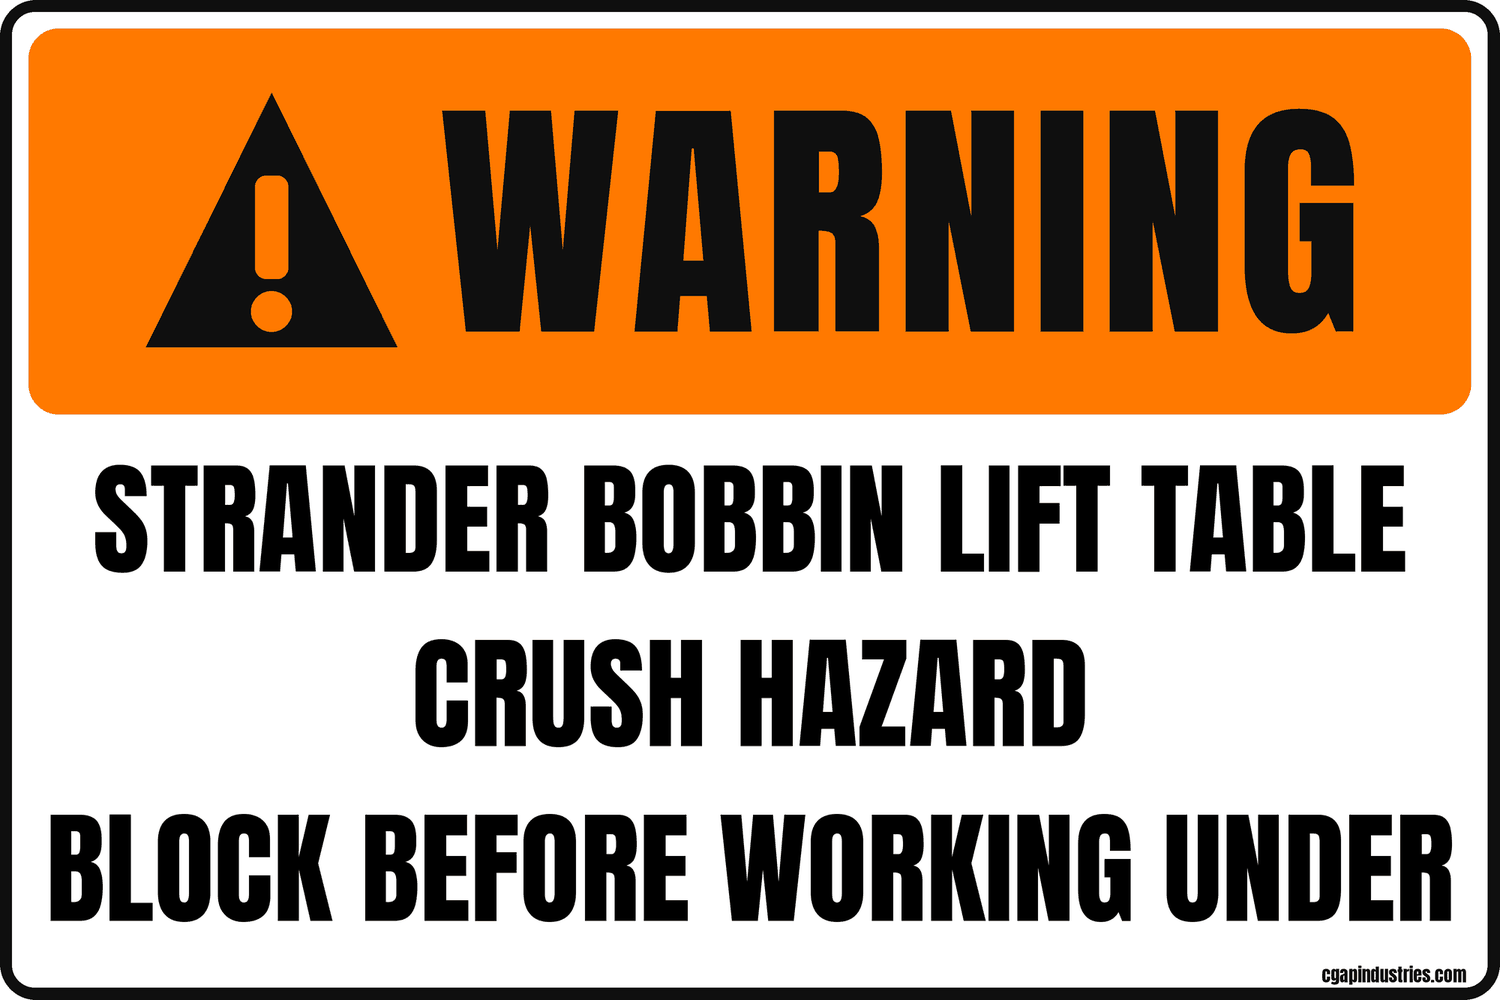 WARNING
STRANDER BOBBIN LIFT TABLE
CRUSH HAZARD
BLOCK BEFORE WORKING UNDER
cgapindustries.com